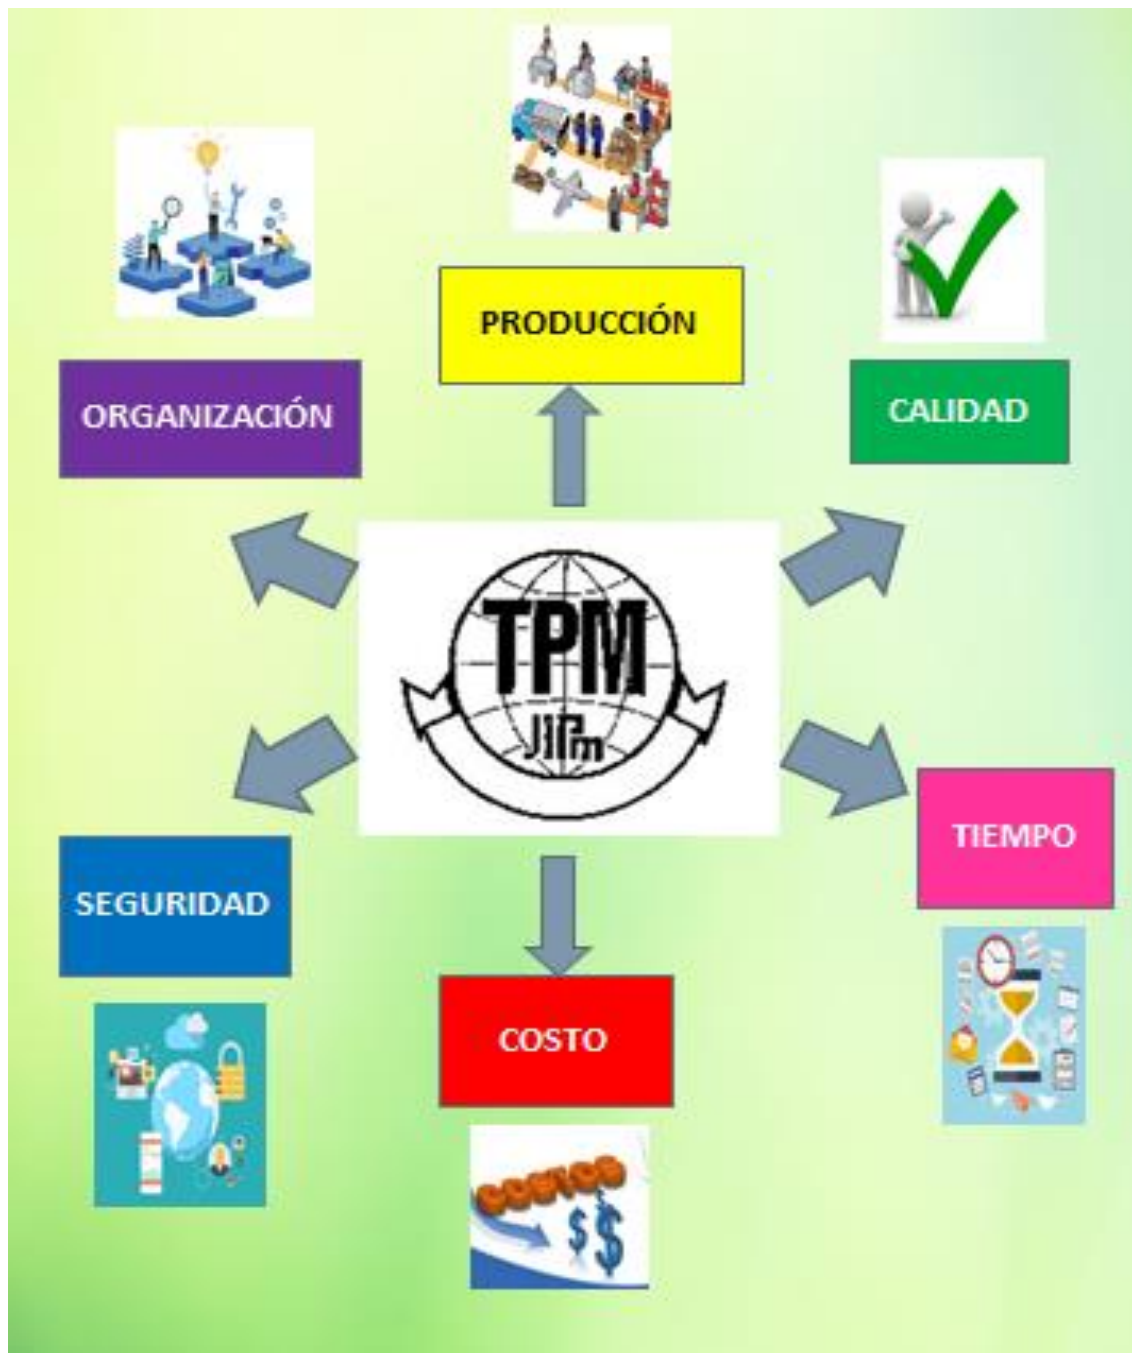 PRODUCCIÓN
ORGANIZACIÓN
CALIDAD
TPM
JIPm
TIEMPO
SEGURIDAD
COSTO
COSTOS